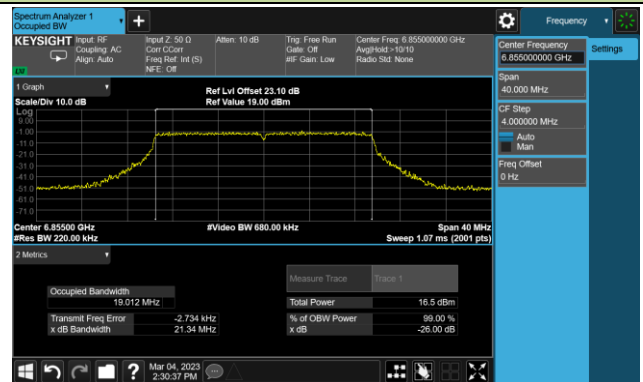 Spectrum Analyzer 1
Occupied BW
Frequency
KEYSIGHT
Input: RF
Coupling: AC
Align: Auto
Input Z: 50 Ω
Corr CCorr
Freq Ref: Int (S)
NFE: Off
Atten: 10 dB
Trig: Free Run
Gate: Off
#IF Gain: Low
Center Freq: 6.855000000 GHz
Avg|Hold:>10/10
Radio Std: None
Center Frequency
6.855000000 GHz
Settings
Span
40.000 MHz
CF Step
4.000000 MHz
Auto
Man
Freq Offset
0 Hz
1 Graph
Scale/Div 10.0 dB
Ref Lvl Offset 23.10 dB
Ref Value 19.00 dBm
Log
9.00
-1.00
-11.0
-21.0
-31.0
-41.0
-51.0
-61.0
-71.0
Center 6.85500 GHz
#Res BW 220.00 kHz
#Video BW 680.00 kHz
Span 40 MHz
Sweep 1.07 ms (2001 pts)
2 Metrics
Measure Trace
Trace 1
Occupied Bandwidth
19.012 MHz
Total Power
16.5 dBm
Transmit Freq Error
-2.734 kHz
% of OBW Power
99.00 %
x dB Bandwidth
21.34 MHz
x dB
-26.00 dB
?
Mar 04, 2023
2:30:37 PM